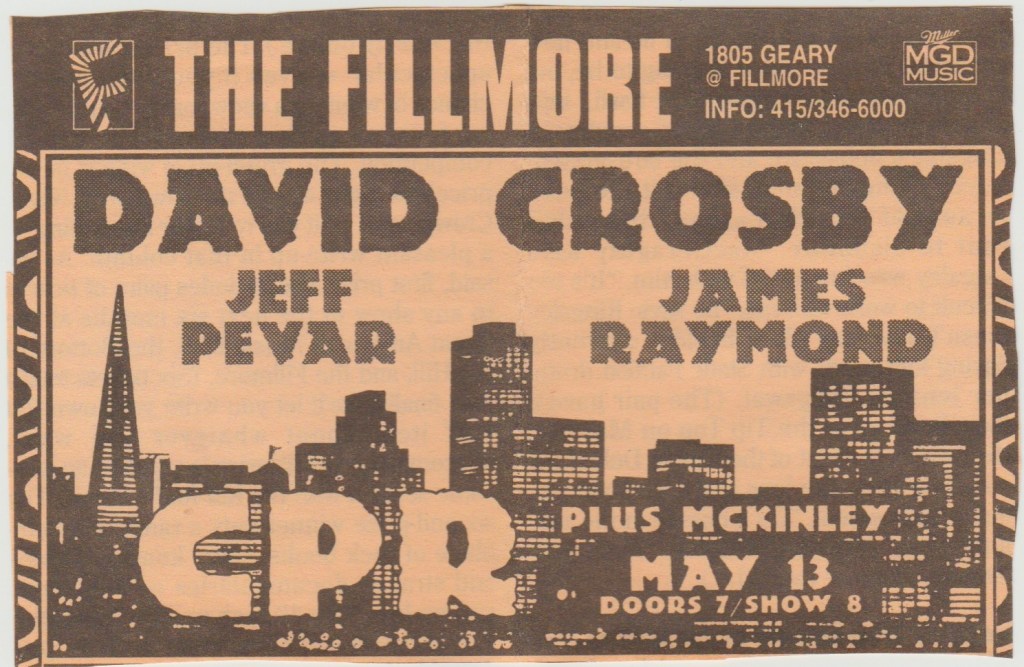 THE FILLMORE
1805 GEARY
@ FILLMORE
INFO: 415/346-6000
Miller
MGD
MUSIC
DAVID CROSBY
JEFF
PEVAR
JAMES
RAYMOND
CPR
PLUS MCKINLEY
MAY 13
DOORS 7/SHOW 8